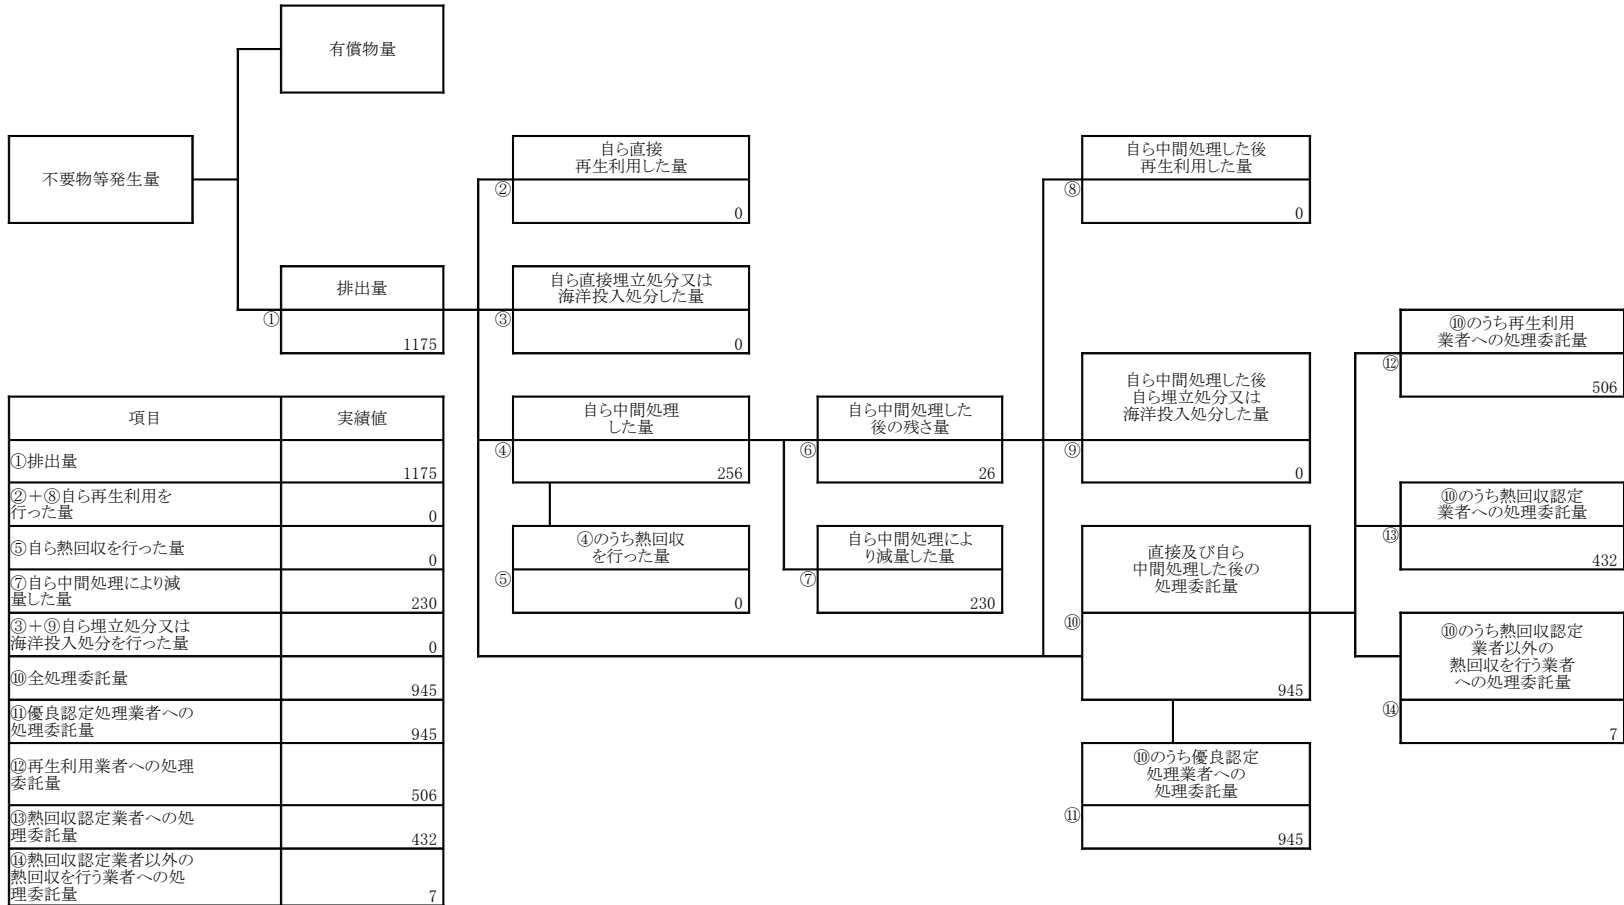 有償物量
不要物等発生量
排出量
①
1175
自ら直接
再生利用した量
②
0
自ら直接埋立処分又は
海洋投入処分した量
③
0
自ら中間処理
した量
④
256
④のうち熱回収
を行った量
⑤
0
自ら中間処理した
後の残さ量
⑥
26
自ら中間処理によ
り減量した量
⑦
230
自ら中間処理した後
再生利用した量
⑧
0
自ら中間処理した後
自ら埋立処分又は
海洋投入処分した量
⑨
0
直接及び自ら
中間処理した後の
処理委託量
⑩
945
⑩のうち優良認定
処理業者への
処理委託量
⑪
945
⑩のうち再生利用
業者への処理委託量
⑫
506
⑩のうち熱回収認定
業者への処理委託量
⑬
432
⑩のうち熱回収認定
業者以外の
熱回収を行う業者
への処理委託量
⑭
7
項目
実績値
①排出量
1175
②+⑧自ら再生利用を
行った量
0
⑤自ら熱回収を行った量
0
⑦自ら中間処理により減
量した量
230
③+⑨自ら埋立処分又は
海洋投入処分を行った量
0
⑩全処理委託量
945
⑪優良認定処理業者への
処理委託量
945
⑫再生利用業者への処理
委託量
506
⑬熱回収認定業者への処
理委託量
432
⑭熱回収認定業者以外の
熱回収を行う業者への処
理委託量
7